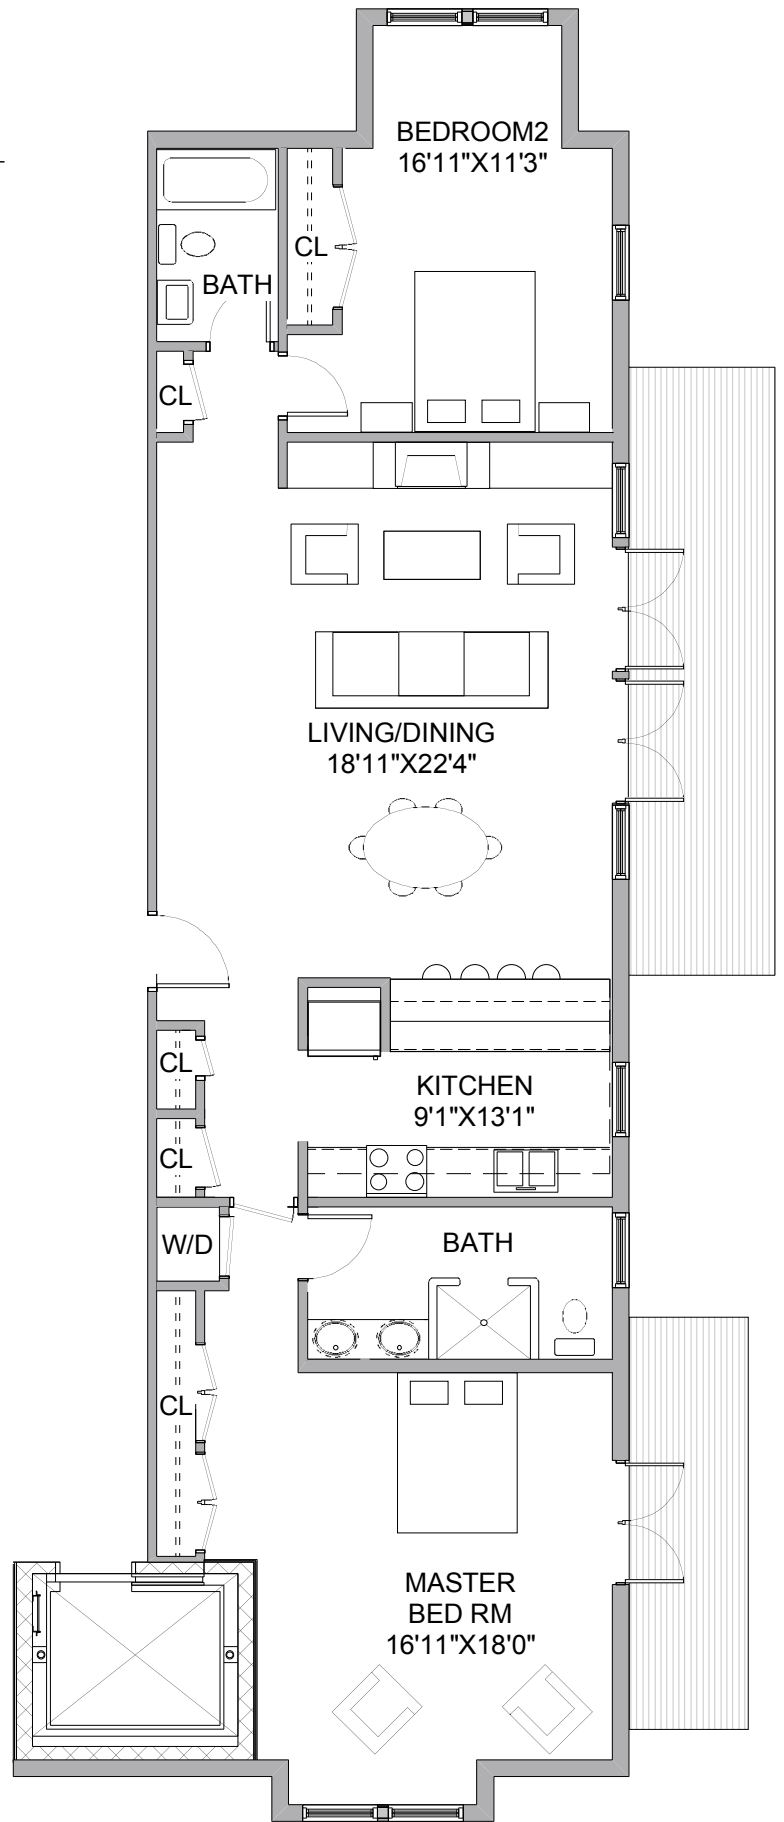 BEDROOM2
16'11"X11'3"
CL
BATH
CL
LIVING/DINING
18'11"X22'4"
CL
KITCHEN
9'1"X13'1"
CL
W/D
BATH
CL
MASTER
BED RM
16'11"X18'0"